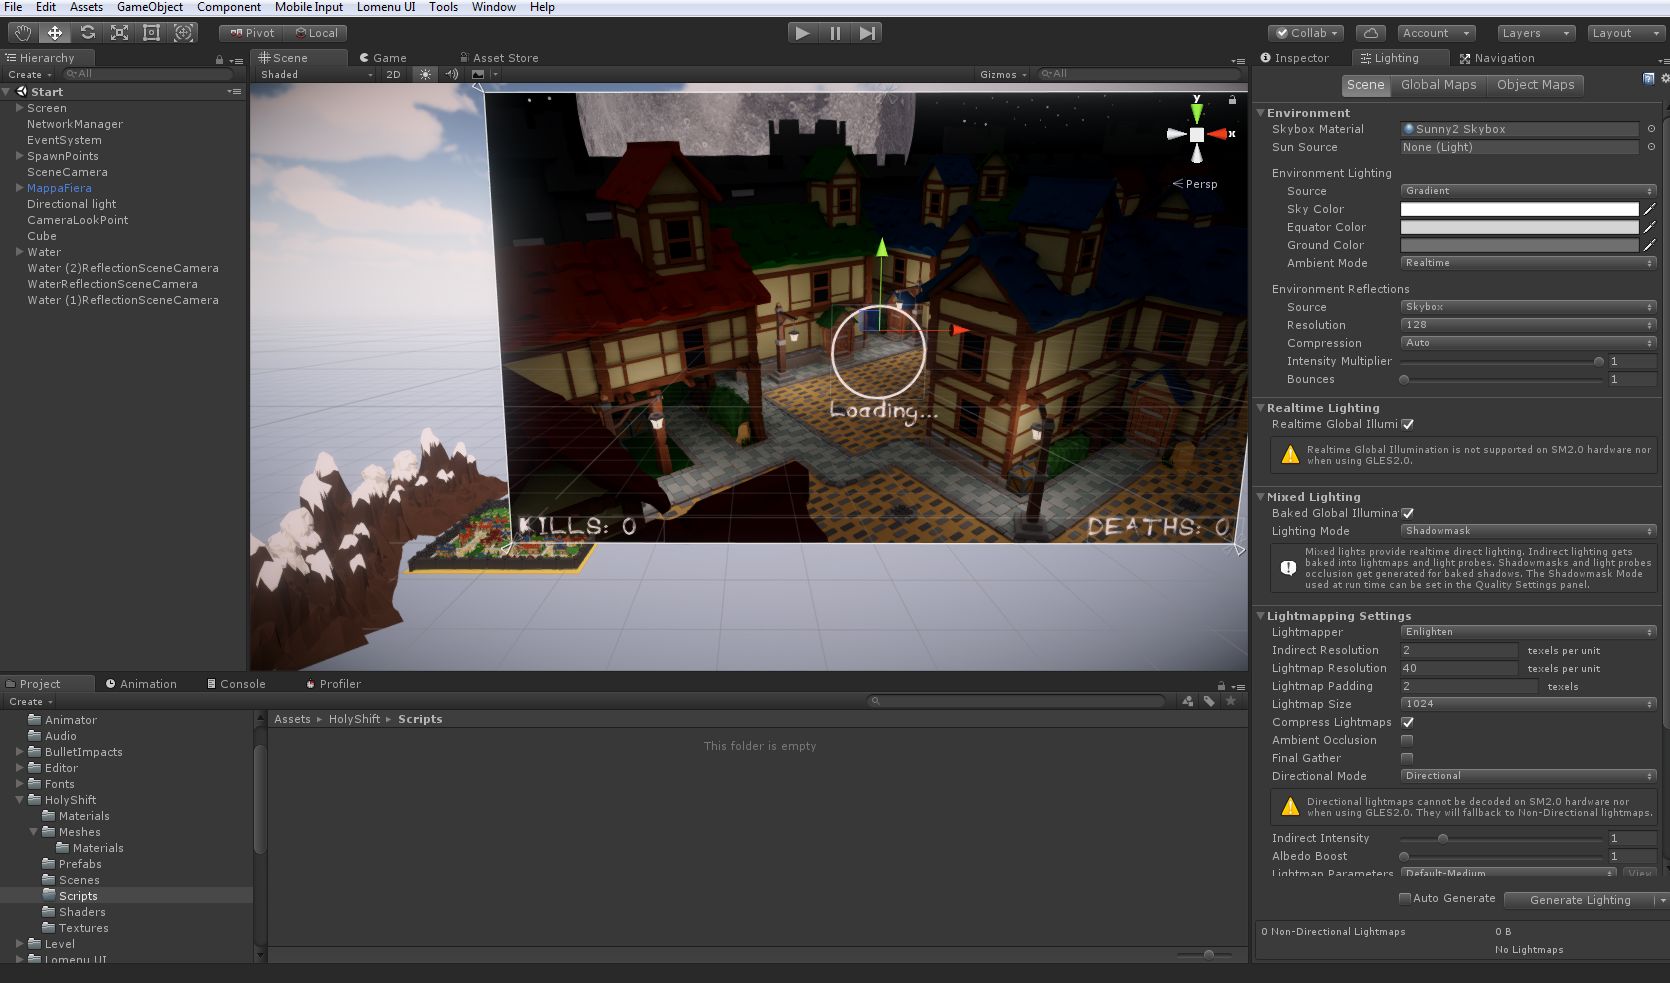 File Edit Assets GameObject Component Mobile Input Lomenu UI Tools Window Help
Pivot Local Collab Account Layers Layout
Hierarchy
Create All
Start
Screen
NetworkManager
EventSystem
SpawnPoints
SceneCamera
MappaFiera
Directional light
CameraLookPoint
Cube
Water
Water (2)ReflectionSceneCamera
WaterReflectionSceneCamera
Water (1)ReflectionSceneCamera
Scene Game Asset Store
Shaded 2D Gizmos All
y
x
Persp
Loading...
KILLS: 0 DEATHS: 0
Project Animation Console Profiler
Create
Animator
Audio
BulletImpacts
Editor
Fonts
HolyShift
Materials
Meshes
Materials
Prefabs
Scenes
Scripts
Shaders
Textures
Level
Lomenu UI
Assets HolyShift Scripts
This folder is empty
Inspector Lighting Navigation
Scene Global Maps Object Maps
Environment
Skybox Material Sunny2 Skybox
Sun Source None (Light)
Environment Lighting
Source Gradient
Sky Color
Equator Color
Ground Color
Ambient Mode Realtime
Environment Reflections
Source Skybox
Resolution 128
Compression Auto
Intensity Multiplier 1
Bounces 1
Realtime Lighting
Realtime Global Illumi
Realtime Global Illumination is not supported on SM2.0 hardware nor
when using GLES2.0.
Mixed Lighting
Baked Global Illuminat
Lighting Mode Shadowmask
Mixed lights provide realtime direct lighting. Indirect lighting gets
baked into lightmaps and light probes. Shadowmasks and light probes
occlusion get generated for baked shadows. The Shadowmask Mode
used at run time can be set in the Quality Settings panel.
Lightmapping Settings
Lightmapper Enlighten
Indirect Resolution 2 texels per unit
Lightmap Resolution 40 texels per unit
Lightmap Padding 2 texels
Lightmap Size 1024
Compress Lightmaps
Ambient Occlusion
Final Gather
Directional Mode Directional
Directional lightmaps cannot be decoded on SM2.0 hardware nor
when using GLES2.0. They will fallback to Non-Directional lightmaps.
Indirect Intensity 1
Albedo Boost 1
Lightmap Parameters Default-Medium View
Auto Generate Generate Lighting
0 Non-Directional Lightmaps 0 B
No Lightmaps